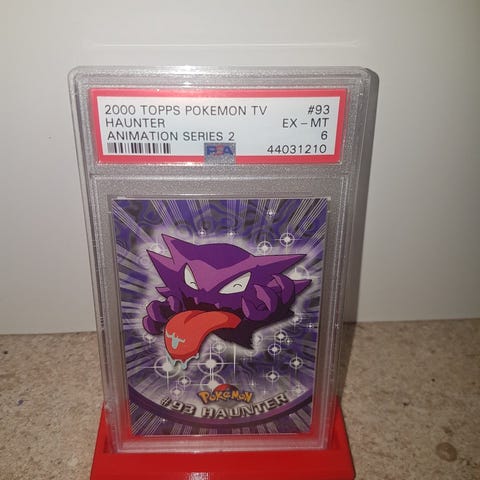 2000 TOPPS POKEMON TV #93
HAUNTER EX - MT
ANIMATION SERIES 2 6
PSA 44031210
POKéMON
#93 HAUNTER